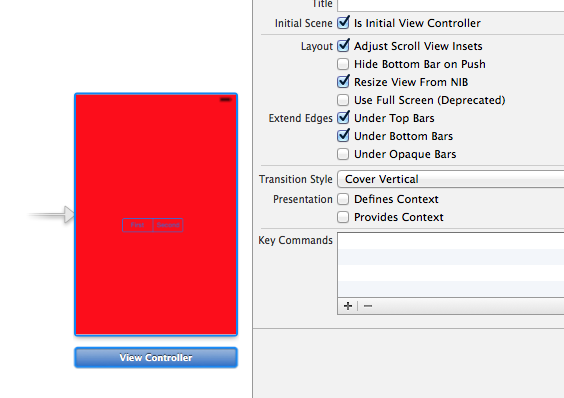 Title
Initial Scene Is Initial View Controller
Layout Adjust Scroll View Insets
Hide Bottom Bar on Push
Resize View From NIB
Use Full Screen (Deprecated)
Extend Edges Under Top Bars
Under Bottom Bars
Under Opaque Bars
Transition Style Cover Vertical
Presentation Defines Context
Provides Context
Key Commands
First Second
View Controller